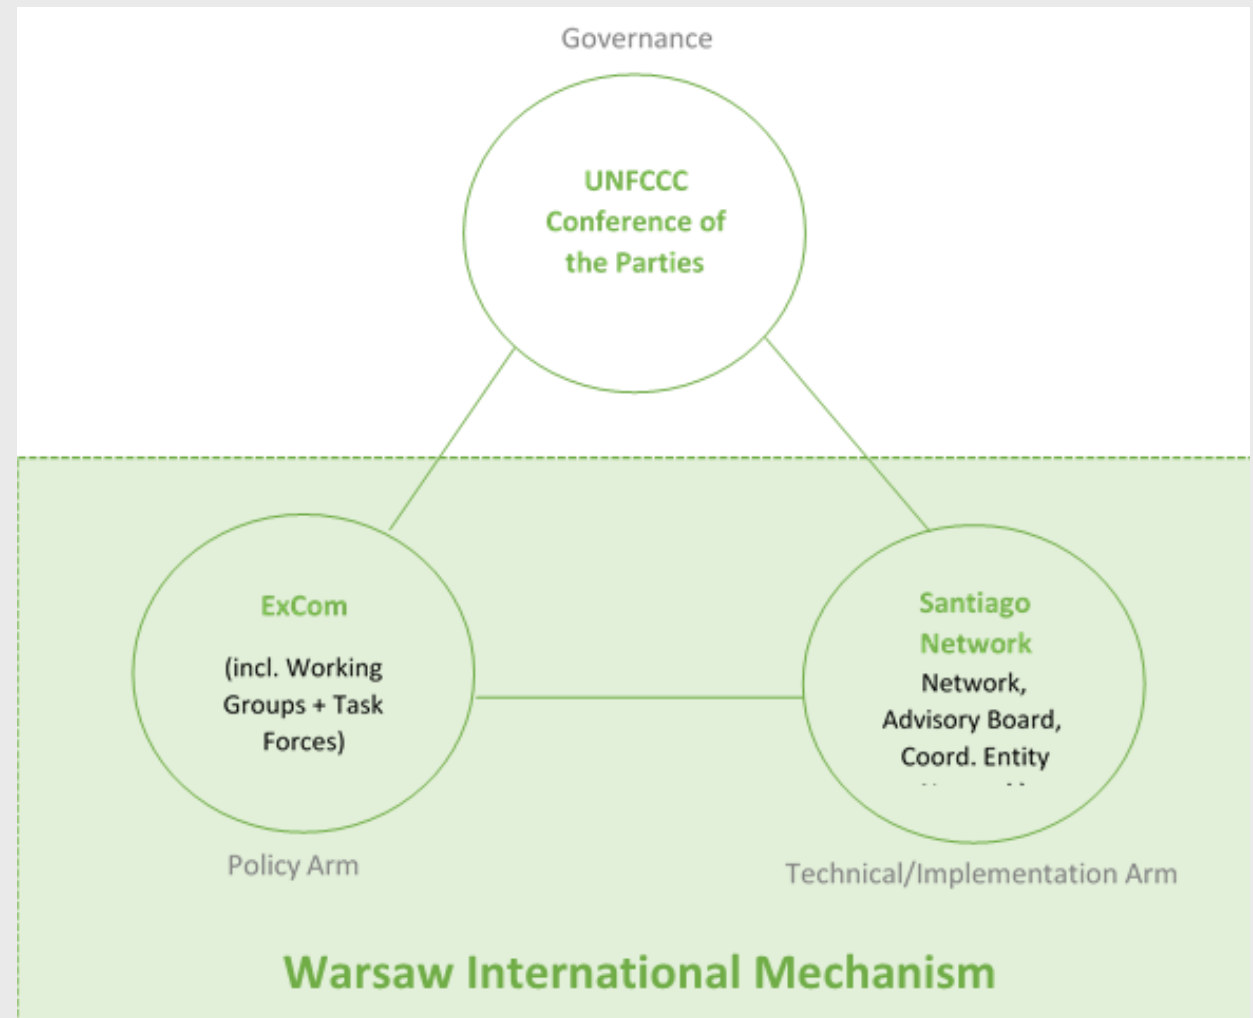 Governance
UNFCCC
Conference of
the Parties
ExCom
(incl. Working
Groups + Task
Forces)
Policy Arm
Santiago
Network
Network,
Advisory Board,
Coord. Entity
Technical/Implementation Arm
Warsaw International Mechanism